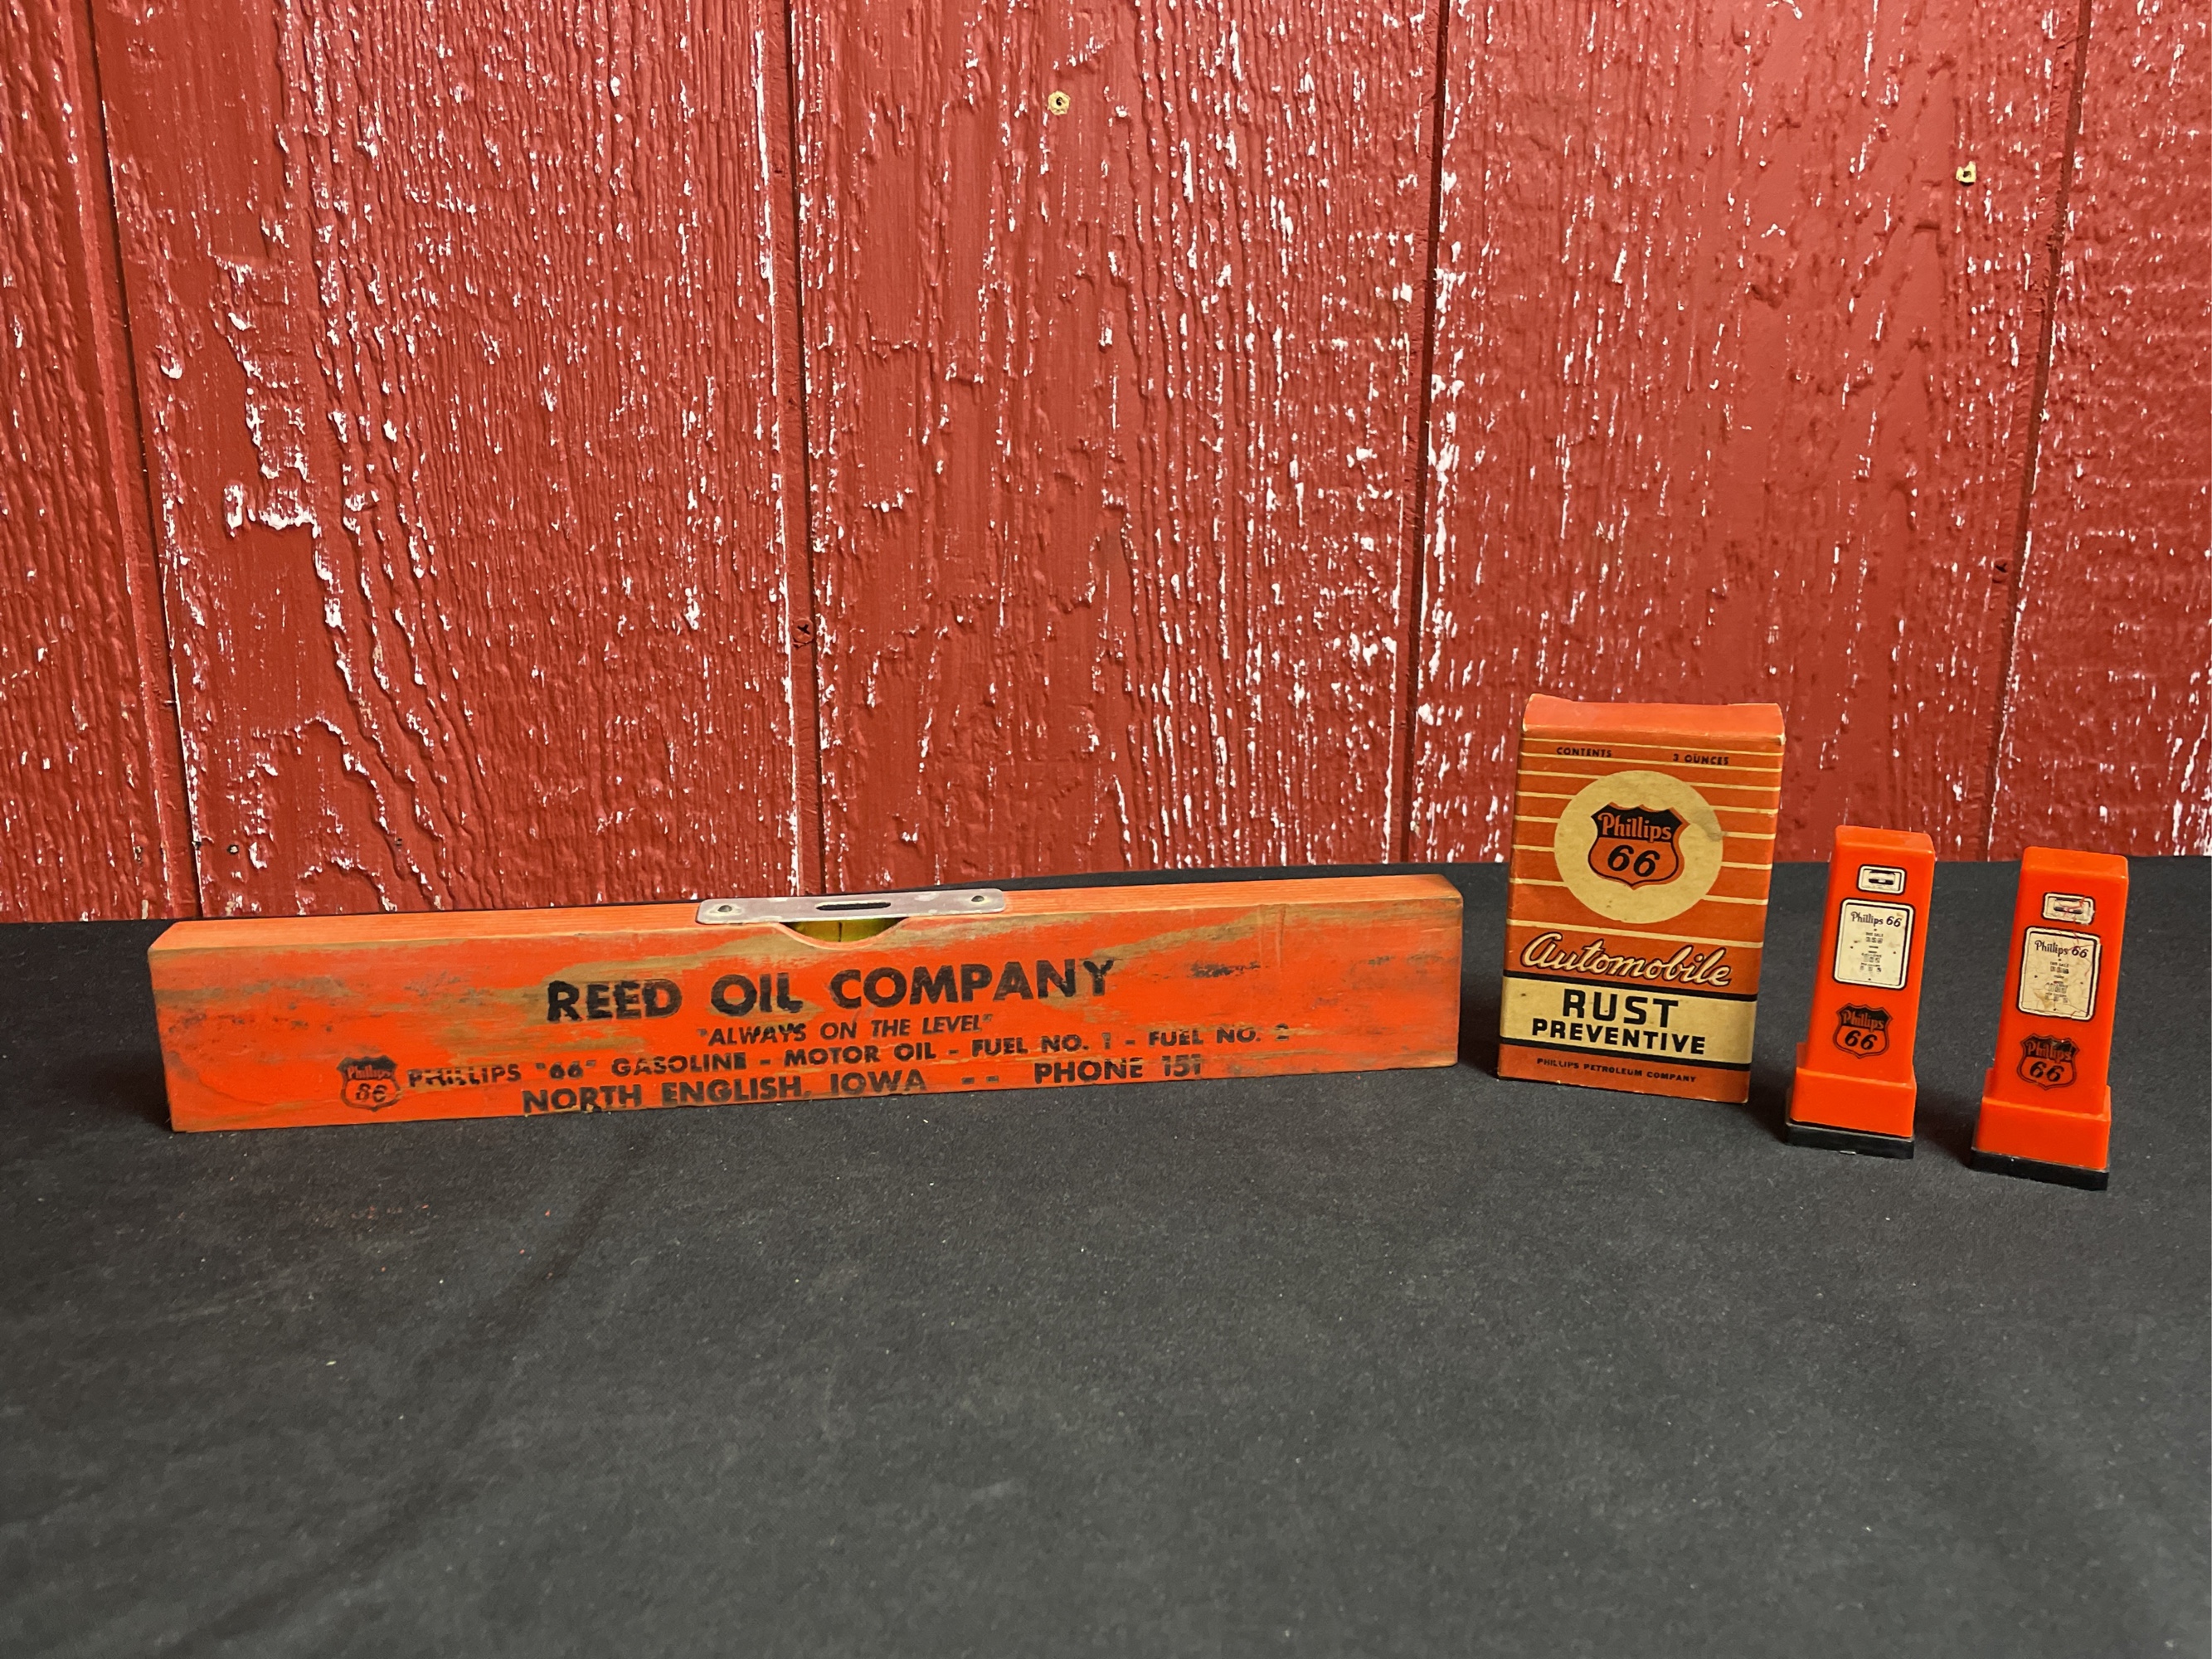 REED OIL COMPANY
"ALWAYS ON THE LEVEL"
PHILLIPS "66" GASOLINE - MOTOR OIL - FUEL NO. 1 - FUEL NO. 2
NORTH ENGLISH, IOWA -- PHONE 151
Phillips
66
CONTENTS 3 OUNCES
Phillips
66
Automobile
RUST
PREVENTIVE
PHILLIPS PETROLEUM COMPANY
Phillips 66
Phillips
66
Phillips 66
Phillips
66